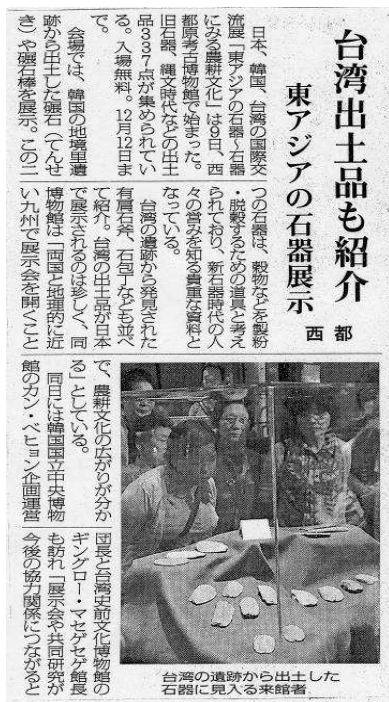 台湾出土品も紹介
東アジアの石器展示
西都
日本、韓国、台湾の国際交
流展「東アジアの石器～石器
にみる農耕文化」は9日、西
都原考古博物館で始まった。
旧石器、縄文時代などの出土
品337点が集められてい
る。入場無料。12月12日ま
で。
会場では、韓国の地境里遺
跡から出土した碾石（てんせ
き）や碾石棒を展示。この二
つの石器は、穀物などを製粉
・脱穀するための道具と考え
られており、新石器時代の人
々の営みを知る貴重な資料と
なっている。
台湾の遺跡から発見された
有肩石斧、石包丁なども並べ
て紹介。台湾の出土品が日本
で展示されるのは珍しく、同
博物館は「両国と地理的に近
い九州で展示会を開くこと
で、農耕文化の広がりが分か
る」としている。
同日には韓国国立中央博物
館のカン・ベヒョン企画運営
団長と台湾史前文化博物館の
ギングロー・マセゲセゲ館長
も訪れ「展示会や共同研究が
今後の協力関係につながると
台湾の遺跡から出土した
石器に見入る来館者